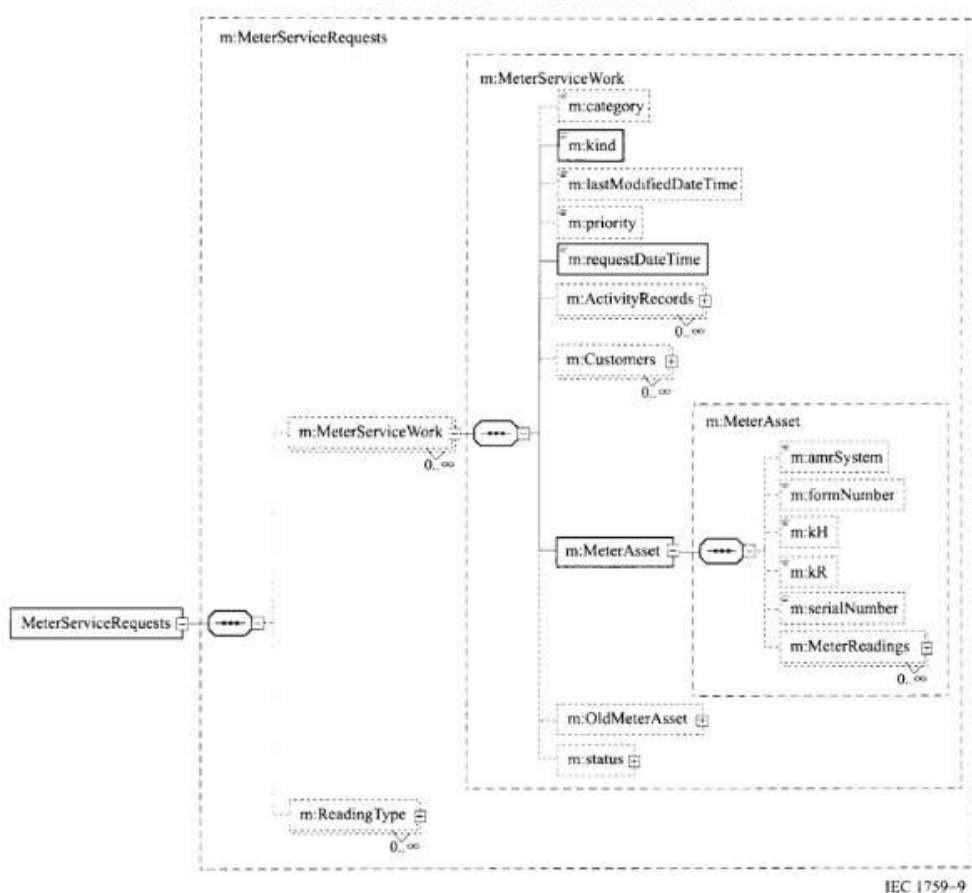 m:MeterServiceRequests
m:MeterServiceWork
m:category
m:kind
m:lastModifiedDateTime
m:priority
m:requestDateTime
m:ActivityRecords
0..∞
m:Customers
0..∞
m:MeterServiceWork
0..∞
m:MeterAsset
m:amrSystem
m:formNumber
m:kH
m:MeterAsset
m:kR
m:serialNumber
MeterServiceRequests
m:MeterReadings
0..∞
m:OldMeterAsset
m:status
m:ReadingType
0..∞
IEC 1759-9